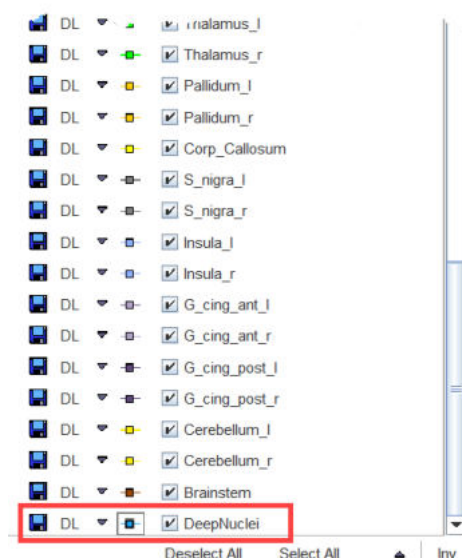 DL Thalamus_l
DL Thalamus_r
DL Pallidum_l
DL Pallidum_r
DL Corp_Callosum
DL S_nigra_l
DL S_nigra_r
DL Insula_l
DL Insula_r
DL G_cing_ant_l
DL G_cing_ant_r
DL G_cing_post_l
DL G_cing_post_r
DL Cerebellum_l
DL Cerebellum_r
DL Brainstem
DL DeepNuclei
Deselect All Select All Inv